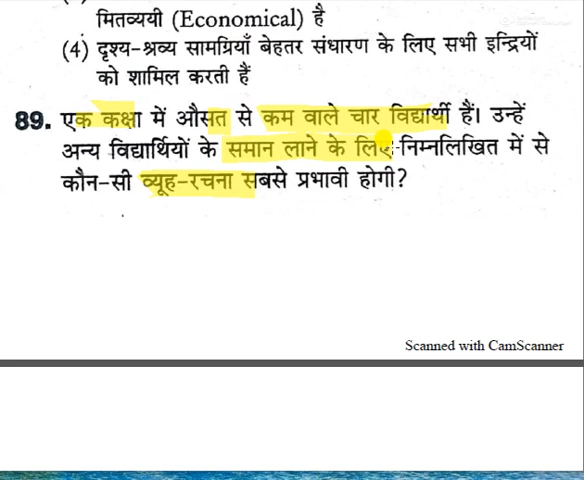 मितव्ययी (Economical) है
(4) दृश्य-श्रव्य सामग्रियाँ बेहतर संधारण के लिए सभी इन्द्रियों
को शामिल करती हैं
89. एक कक्षा में औसत से कम वाले चार विद्यार्थी हैं। उन्हें
अन्य विद्यार्थियों के समान लाने के लिए निम्नलिखित में से
कौन-सी व्यूह-रचना सबसे प्रभावी होगी?
Scanned with CamScanner